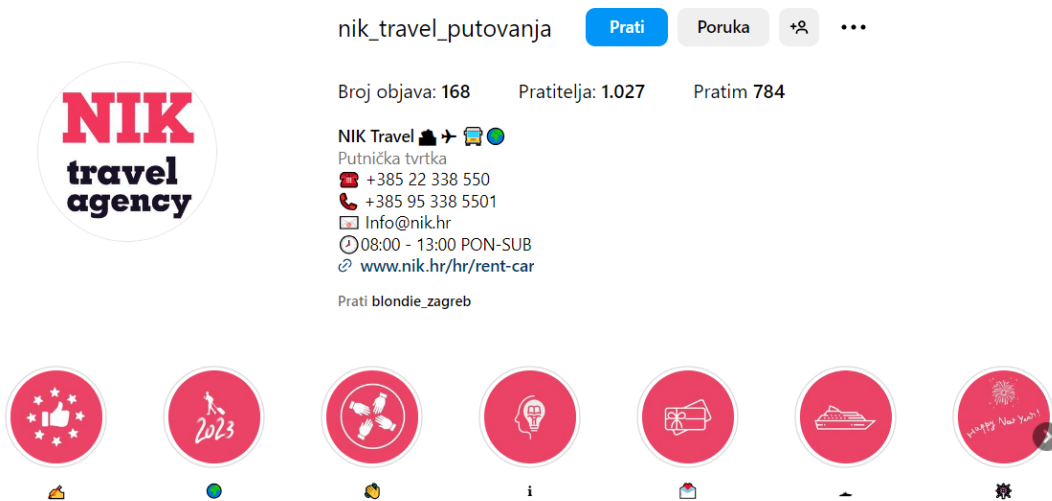 nik_travel_putovanja Prati Poruka
Broj objava: 168 Pratitelja: 1.027 Pratim 784
NIK
travel
agency
NIK Travel
Putnička tvrtka
+385 22 338 550
+385 95 338 5501
Info@nik.hr
08:00 - 13:00 PON-SUB
www.nik.hr/hr/rent-car
Prati blondie_zagreb
2023
Happy New Year!!
i